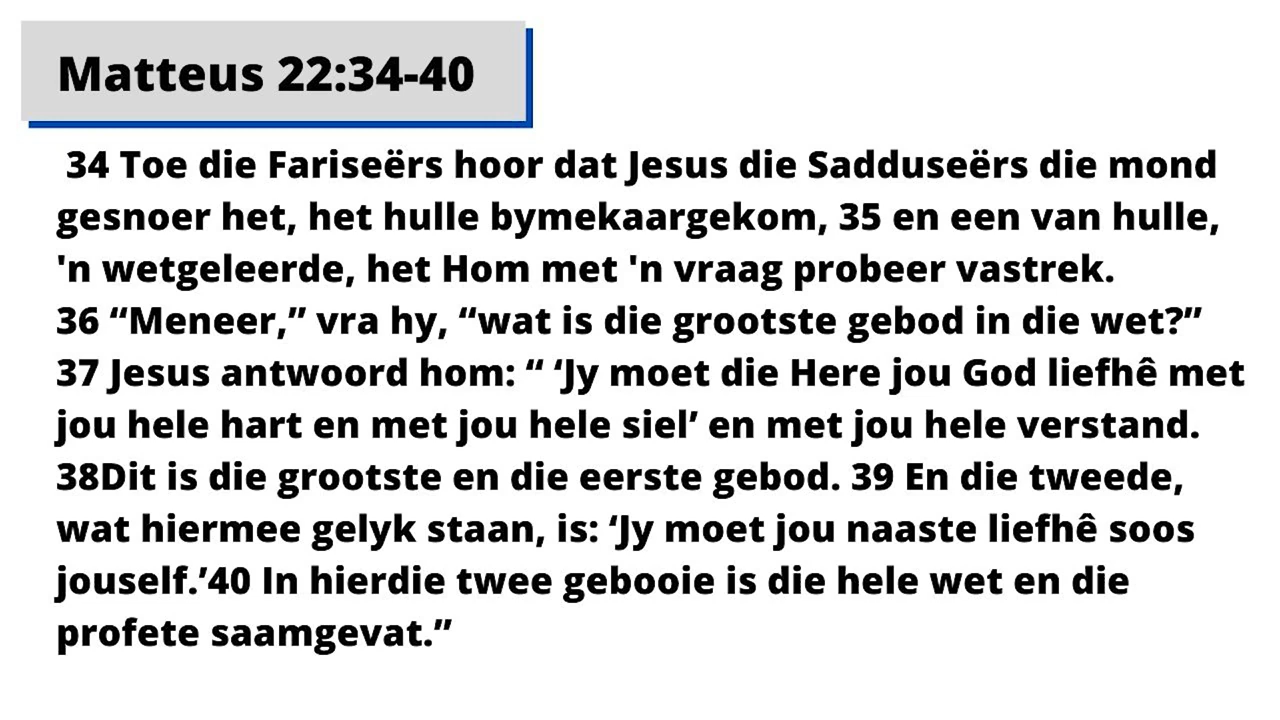 Matteus 22:34-40
34 Toe die Fariseërs hoor dat Jesus die Sadduseërs die mond
gesnoer het, het hulle bymekaargekom, 35 en een van hulle,
'n wetgeleerde, het Hom met 'n vraag probeer vastrek.
36 “Meneer,” vra hy, “wat is die grootste gebod in die wet?”
37 Jesus antwoord hom: “ ‘Jy moet die Here jou God liefhê met
jou hele hart en met jou hele siel’ en met jou hele verstand.
38Dit is die grootste en die eerste gebod. 39 En die tweede,
wat hiermee gelyk staan, is: ‘Jy moet jou naaste liefhê soos
jouself.’40 In hierdie twee gebooie is die hele wet en die
profete saamgevat.”